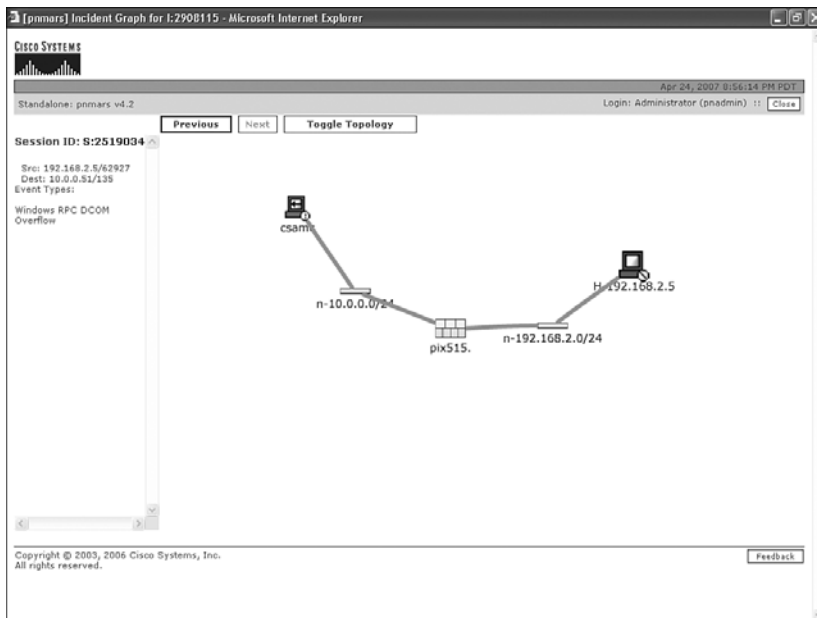 [pnmars] Incident Graph for I:2908115 - Microsoft Internet Explorer
CISCO SYSTEMS
Apr 24, 2007 8:56:14 PM PDT
Standalone: pnmars v4.2
Login: Administrator (pnadmin) :: Close
Previous Next Toggle Topology
Session ID: S:2519034
Src: 192.168.2.5/62927
Dest: 10.0.0.51/135
Event Types:
Windows RPC DCOM
Overflow
csamc
H-192.168.2.5
n-10.0.0.0/24
n-192.168.2.0/24
pix515.
Copyright © 2003, 2006 Cisco Systems, Inc.
All rights reserved.
Feedback